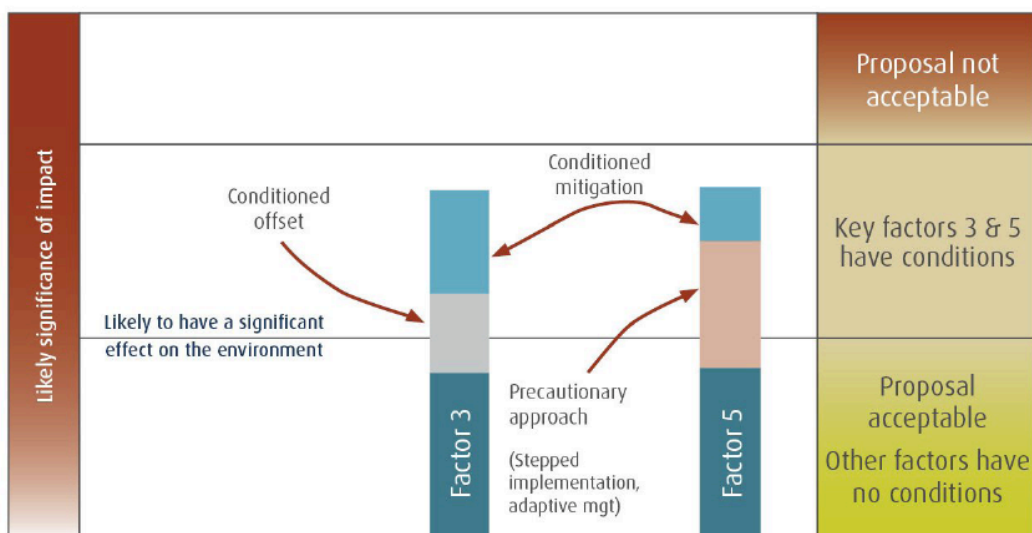 Likely significance of impact
Proposal not
acceptable
Conditioned
mitigation
Conditioned
offset
Key factors 3 & 5
have conditions
Likely to have a significant
effect on the environment
Precautionary
approach
(Stepped
implementation,
adaptive mgt)
Factor 3
Factor 5
Proposal
acceptable
Other factors have
no conditions